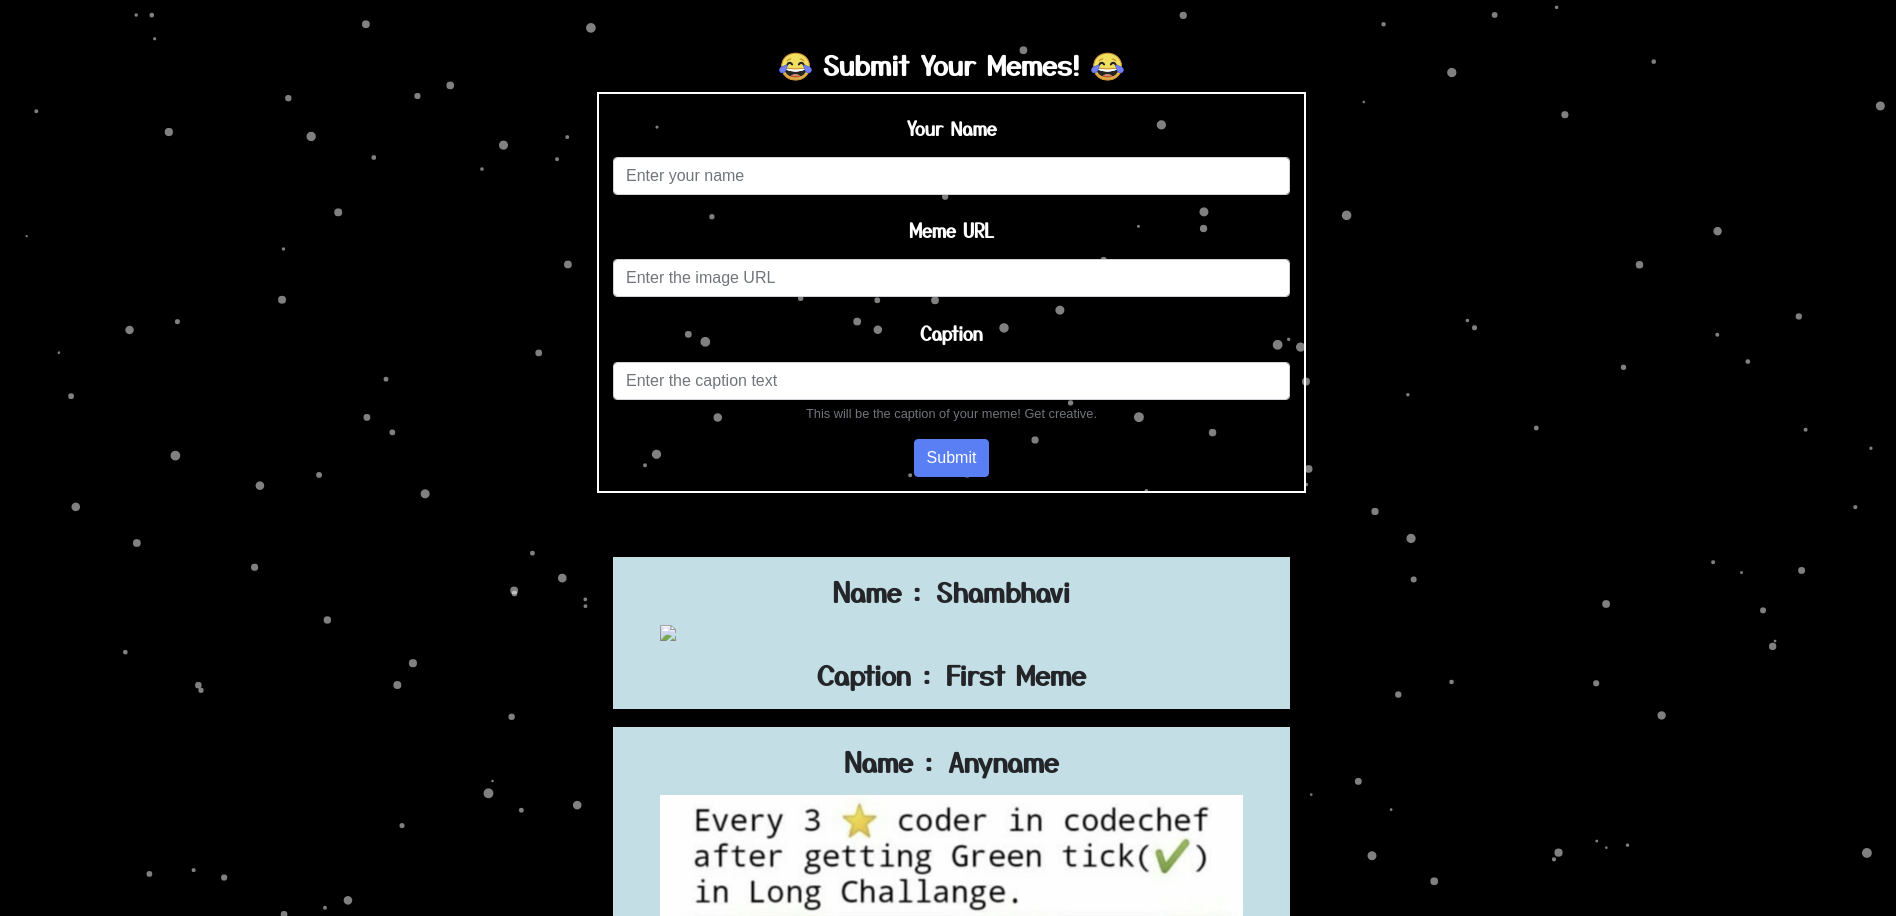 😂 Submit Your Memes! 😂
Your Name
Enter your name
Meme URL
Enter the image URL
Caption
Enter the caption text
This will be the caption of your meme! Get creative.
Submit
Name : Shambhavi
Caption : First Meme
Name : Anyname
Every 3 ⭐ coder in codechef
after getting Green tick(✔)
in Long Challange.